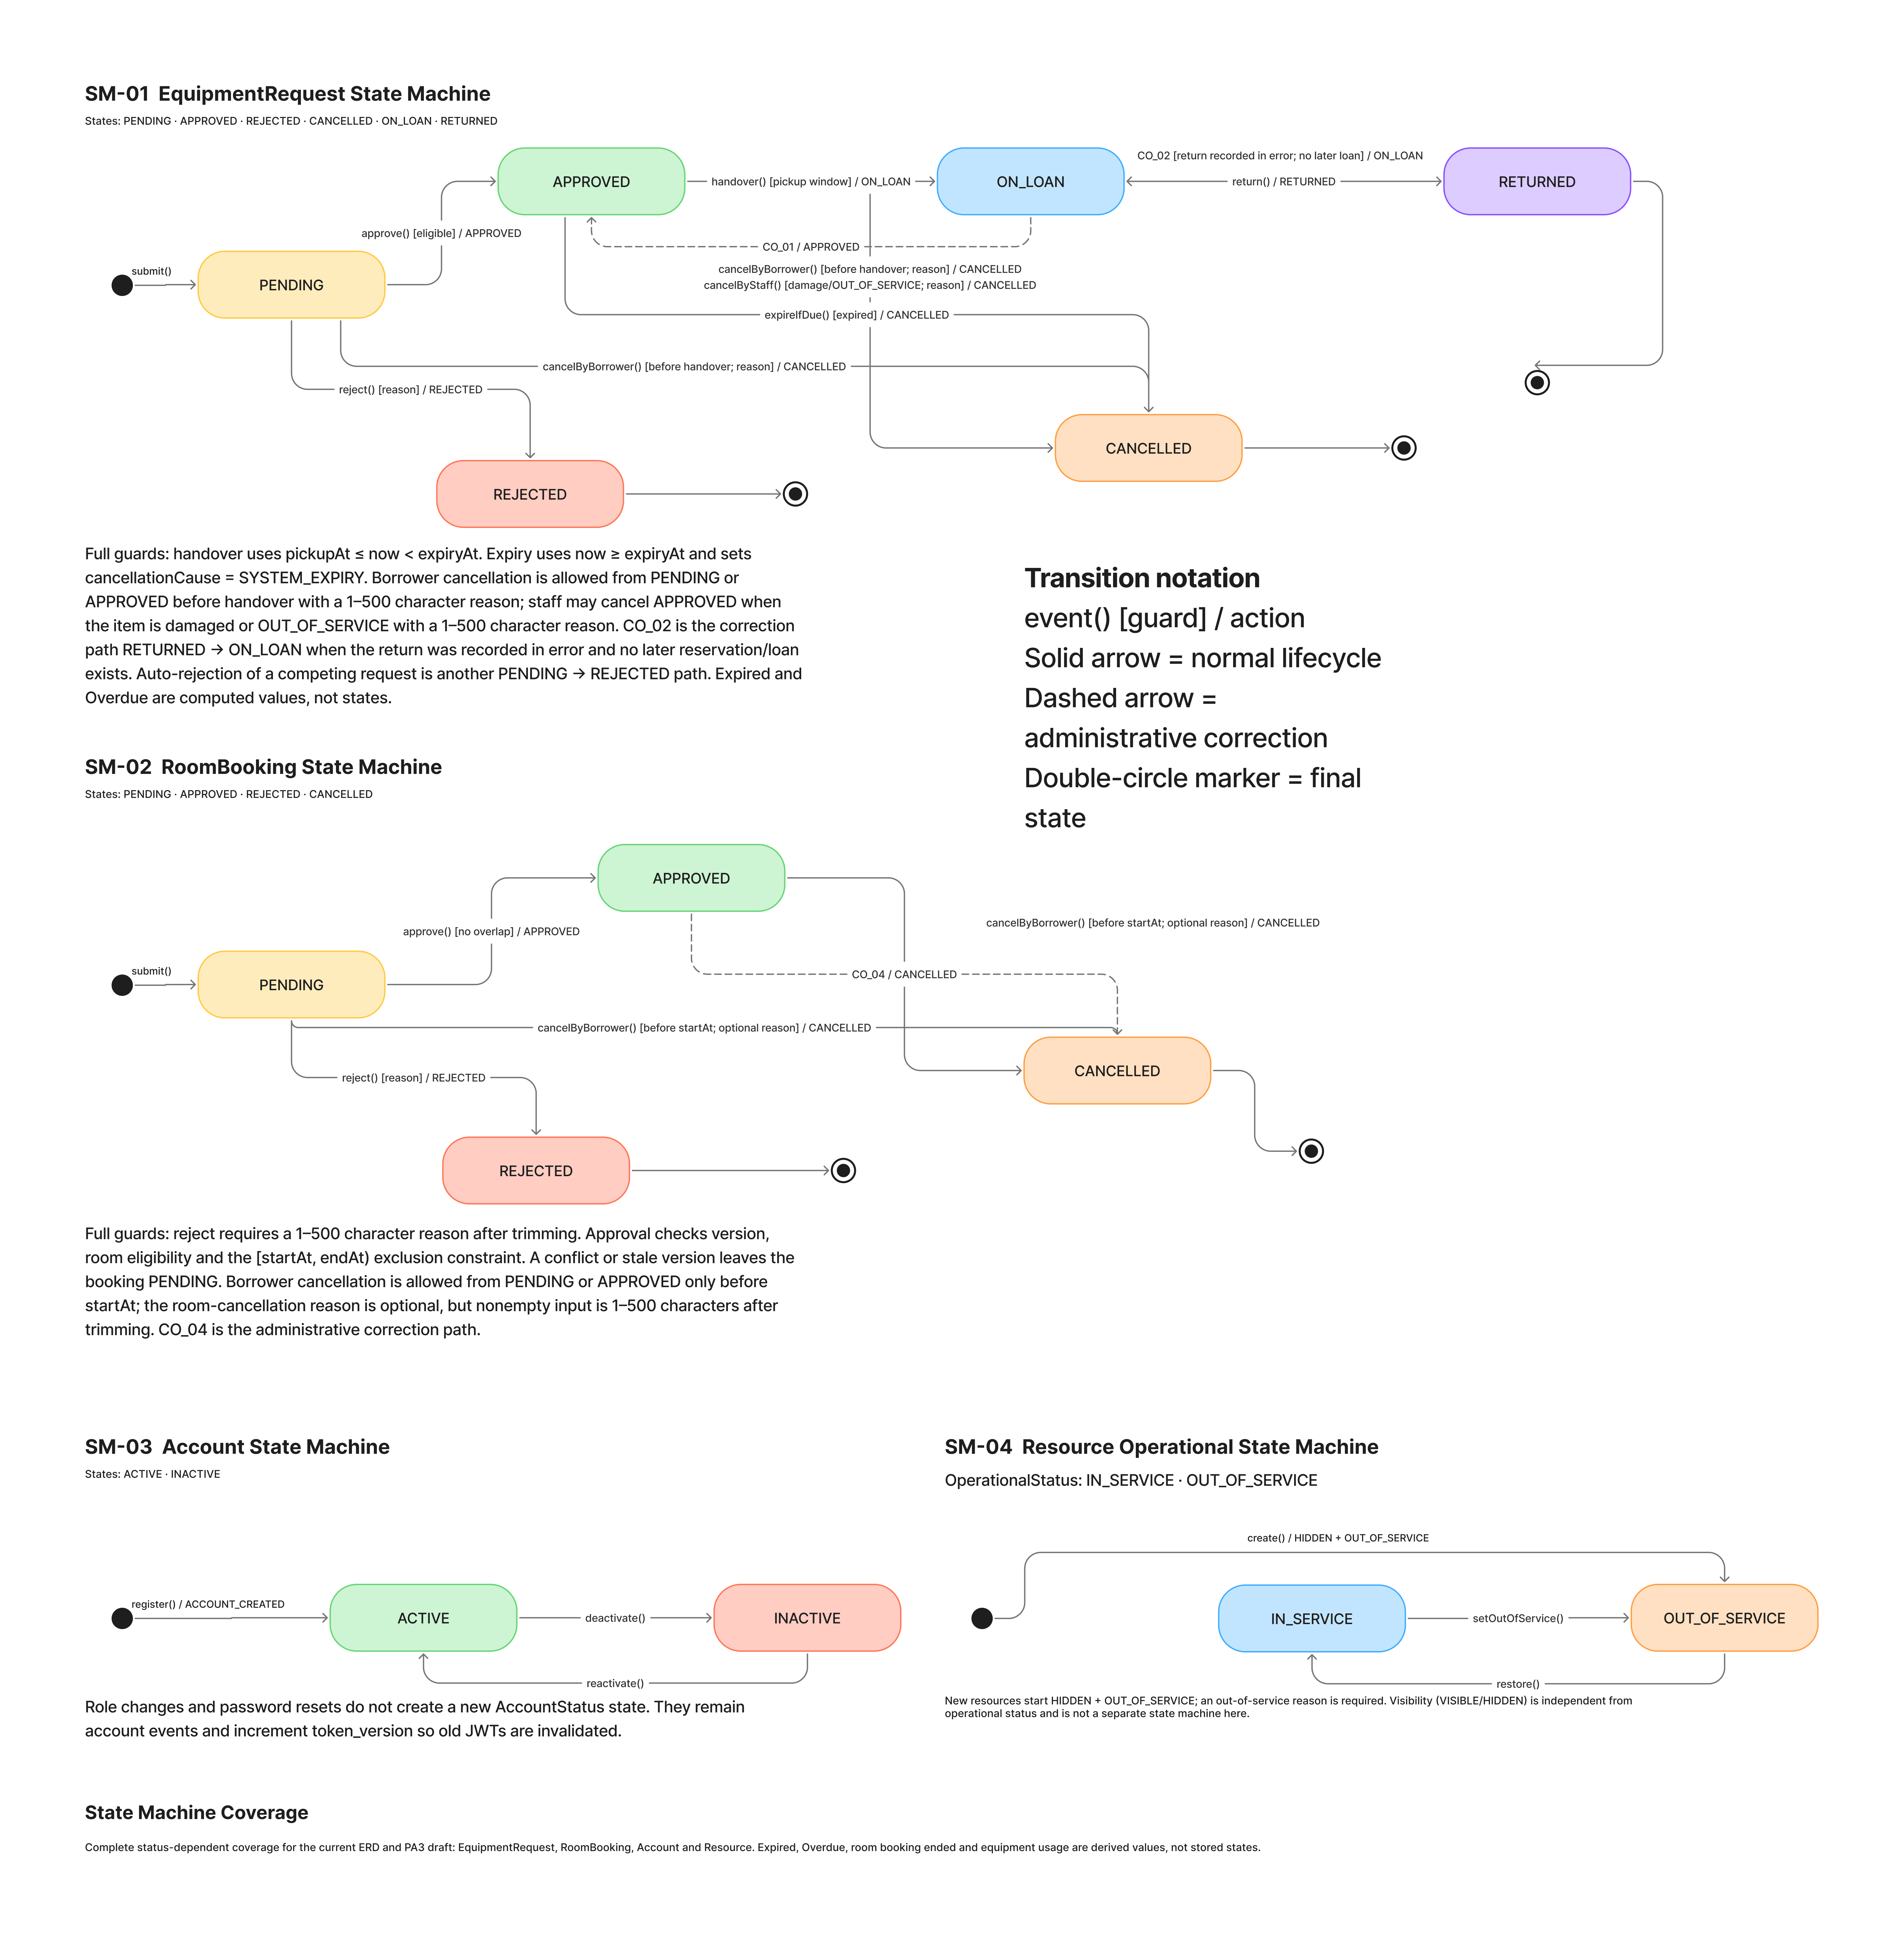 SM-01 EquipmentRequest State Machine
States: PENDING · APPROVED · REJECTED · CANCELLED · ON_LOAN · RETURNED
CO_02 [return recorded in error; no later loan] / ON_LOAN
APPROVED
handover() [pickup window] / ON_LOAN
ON_LOAN
return() / RETURNED
RETURNED
approve() [eligible] / APPROVED
CO_01 / APPROVED
submit()
PENDING
cancelByBorrower() [before handover; reason] / CANCELLED
cancelByStaff() [damage/OUT_OF_SERVICE; reason] / CANCELLED
expireIfDue() [expired] / CANCELLED
cancelByBorrower() [before handover; reason] / CANCELLED
reject() [reason] / REJECTED
CANCELLED
REJECTED
Full guards: handover uses pickupAt ≤ now < expiryAt. Expiry uses now ≥ expiryAt and sets
cancellationCause = SYSTEM_EXPIRY. Borrower cancellation is allowed from PENDING or
APPROVED before handover with a 1–500 character reason; staff may cancel APPROVED when
the item is damaged or OUT_OF_SERVICE with a 1–500 character reason. CO_02 is the correction
path RETURNED → ON_LOAN when the return was recorded in error and no later reservation/loan
exists. Auto-rejection of a competing request is another PENDING → REJECTED path. Expired and
Overdue are computed values, not states.
Transition notation
event() [guard] / action
Solid arrow = normal lifecycle
Dashed arrow =
administrative correction
Double-circle marker = final
state
SM-02 RoomBooking State Machine
States: PENDING · APPROVED · REJECTED · CANCELLED
APPROVED
approve() [no overlap] / APPROVED
cancelByBorrower() [before startAt; optional reason] / CANCELLED
submit()
PENDING
CO_04 / CANCELLED
cancelByBorrower() [before startAt; optional reason] / CANCELLED
reject() [reason] / REJECTED
CANCELLED
REJECTED
Full guards: reject requires a 1–500 character reason after trimming. Approval checks version,
room eligibility and the [startAt, endAt) exclusion constraint. A conflict or stale version leaves the
booking PENDING. Borrower cancellation is allowed from PENDING or APPROVED only before
startAt; the room-cancellation reason is optional, but nonempty input is 1–500 characters after
trimming. CO_04 is the administrative correction path.
SM-03 Account State Machine
States: ACTIVE · INACTIVE
register() / ACCOUNT_CREATED
ACTIVE
deactivate()
INACTIVE
reactivate()
Role changes and password resets do not create a new AccountStatus state. They remain
account events and increment token_version so old JWTs are invalidated.
SM-04 Resource Operational State Machine
OperationalStatus: IN_SERVICE · OUT_OF_SERVICE
create() / HIDDEN + OUT_OF_SERVICE
IN_SERVICE
setOutOfService()
OUT_OF_SERVICE
restore()
New resources start HIDDEN + OUT_OF_SERVICE; an out-of-service reason is required. Visibility (VISIBLE/HIDDEN) is independent from
operational status and is not a separate state machine here.
State Machine Coverage
Complete status-dependent coverage for the current ERD and PA3 draft: EquipmentRequest, RoomBooking, Account and Resource. Expired, Overdue, room booking ended and equipment usage are derived values, not stored states.